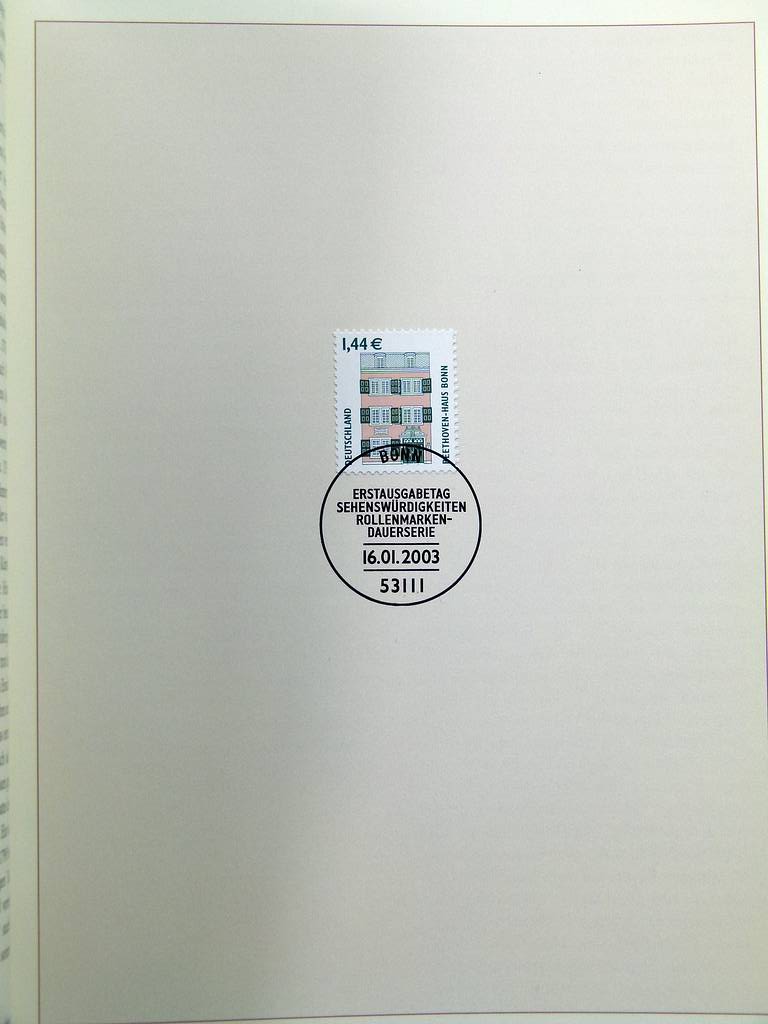 1,44 €
DEUTSCHLAND
BEETHOVEN-HAUS BONN
BONN
ERSTAUSGABETAG
SEHENSWÜRDIGKEITEN
ROLLENMARKEN-
DAUERSERIE
16.01.2003
53111